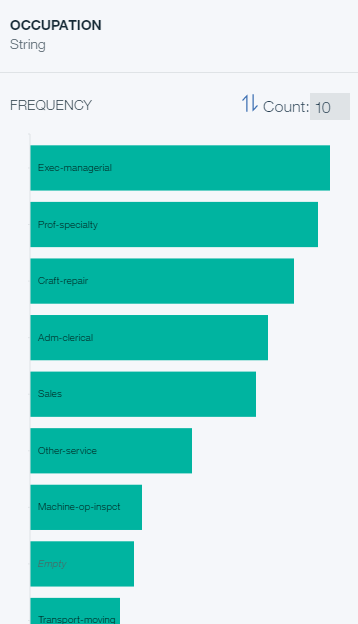 OCCUPATION
String
FREQUENCY
Count: 10
Exec-managerial
Prof-specialty
Craft-repair
Adm-clerical
Sales
Other-service
Machine-op-inspct
Empty
Transport-moving